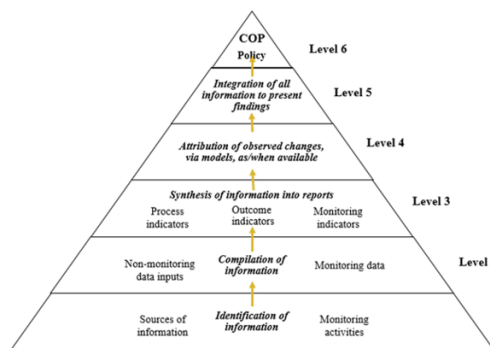 COP
Policy
Level 6
Integration of all
information to present
findings
Level 5
Attribution of observed changes,
via models, as/when available
Level 4
Synthesis of information into reports
Process
indicators
Outcome
indicators
Monitoring
indicators
Level 3
Non-monitoring
data inputs
Compilation of
information
Monitoring data
Level
Sources of
information
Identification of
information
Monitoring
activities